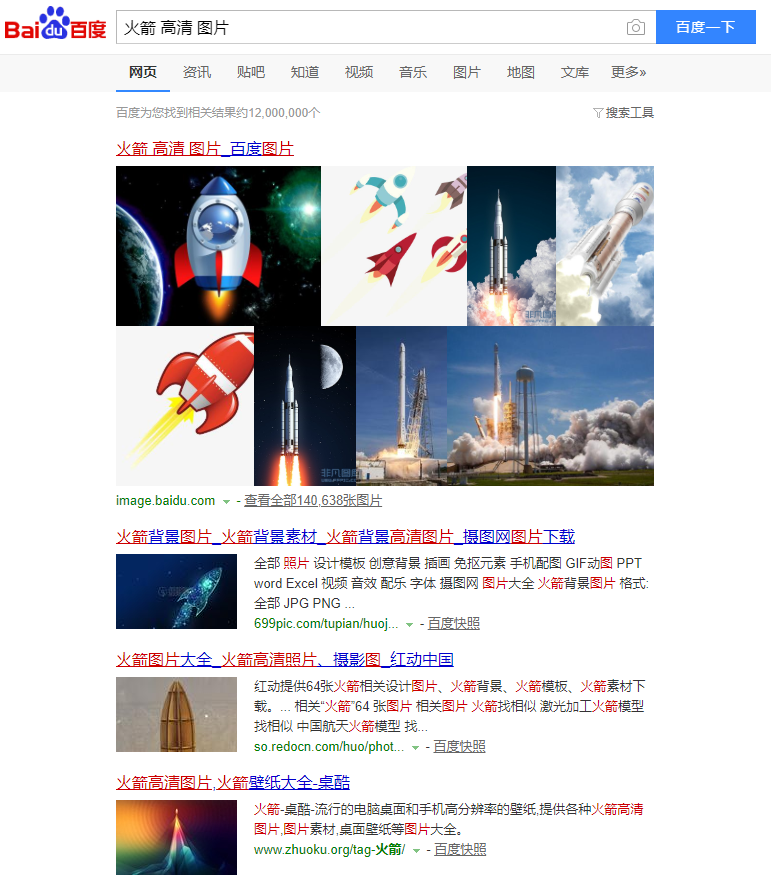 Bai du 百度
火箭 高清 图片
百度一下
网页 资讯 贴吧 知道 视频 音乐 图片 地图 文库 更多»
百度为您找到相关结果约12,000,000个
搜索工具
火箭 高清 图片_百度图片
image.baidu.com - 查看全部140,638张图片
火箭背景图片_火箭背景素材_火箭背景高清图片_摄图网图片下载
全部 照片 设计模板 创意背景 插画 免抠元素 手机配图 GIF动图 PPT
word Excel 视频 音效 配乐 字体 摄图网 图片大全 火箭背景图片 格式:
全部 JPG PNG ...
699pic.com/tupian/huoj... - 百度快照
火箭图片大全_火箭高清照片、摄影图_红动中国
红动提供64张火箭相关设计图片、火箭背景、火箭模板、火箭素材下
载。... 相关“火箭”64 张图片 相关图片 火箭找相似 激光加工火箭模型
找相似 中国航天火箭模型 找...
so.redocn.com/huo/phot... - 百度快照
火箭高清图片,火箭壁纸大全-桌酷
火箭-桌酷-流行的电脑桌面和手机高分辨率的壁纸,提供各种火箭高清
图片,图片素材,桌面壁纸等图片大全。
www.zhuoku.org/tag-火箭/ - 百度快照